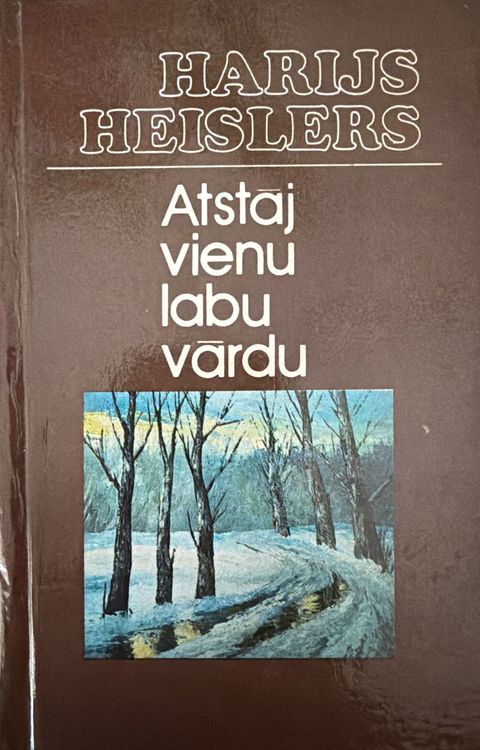 HARIJS
HEISLERS
Atstāj
vienu
labu
vārdu